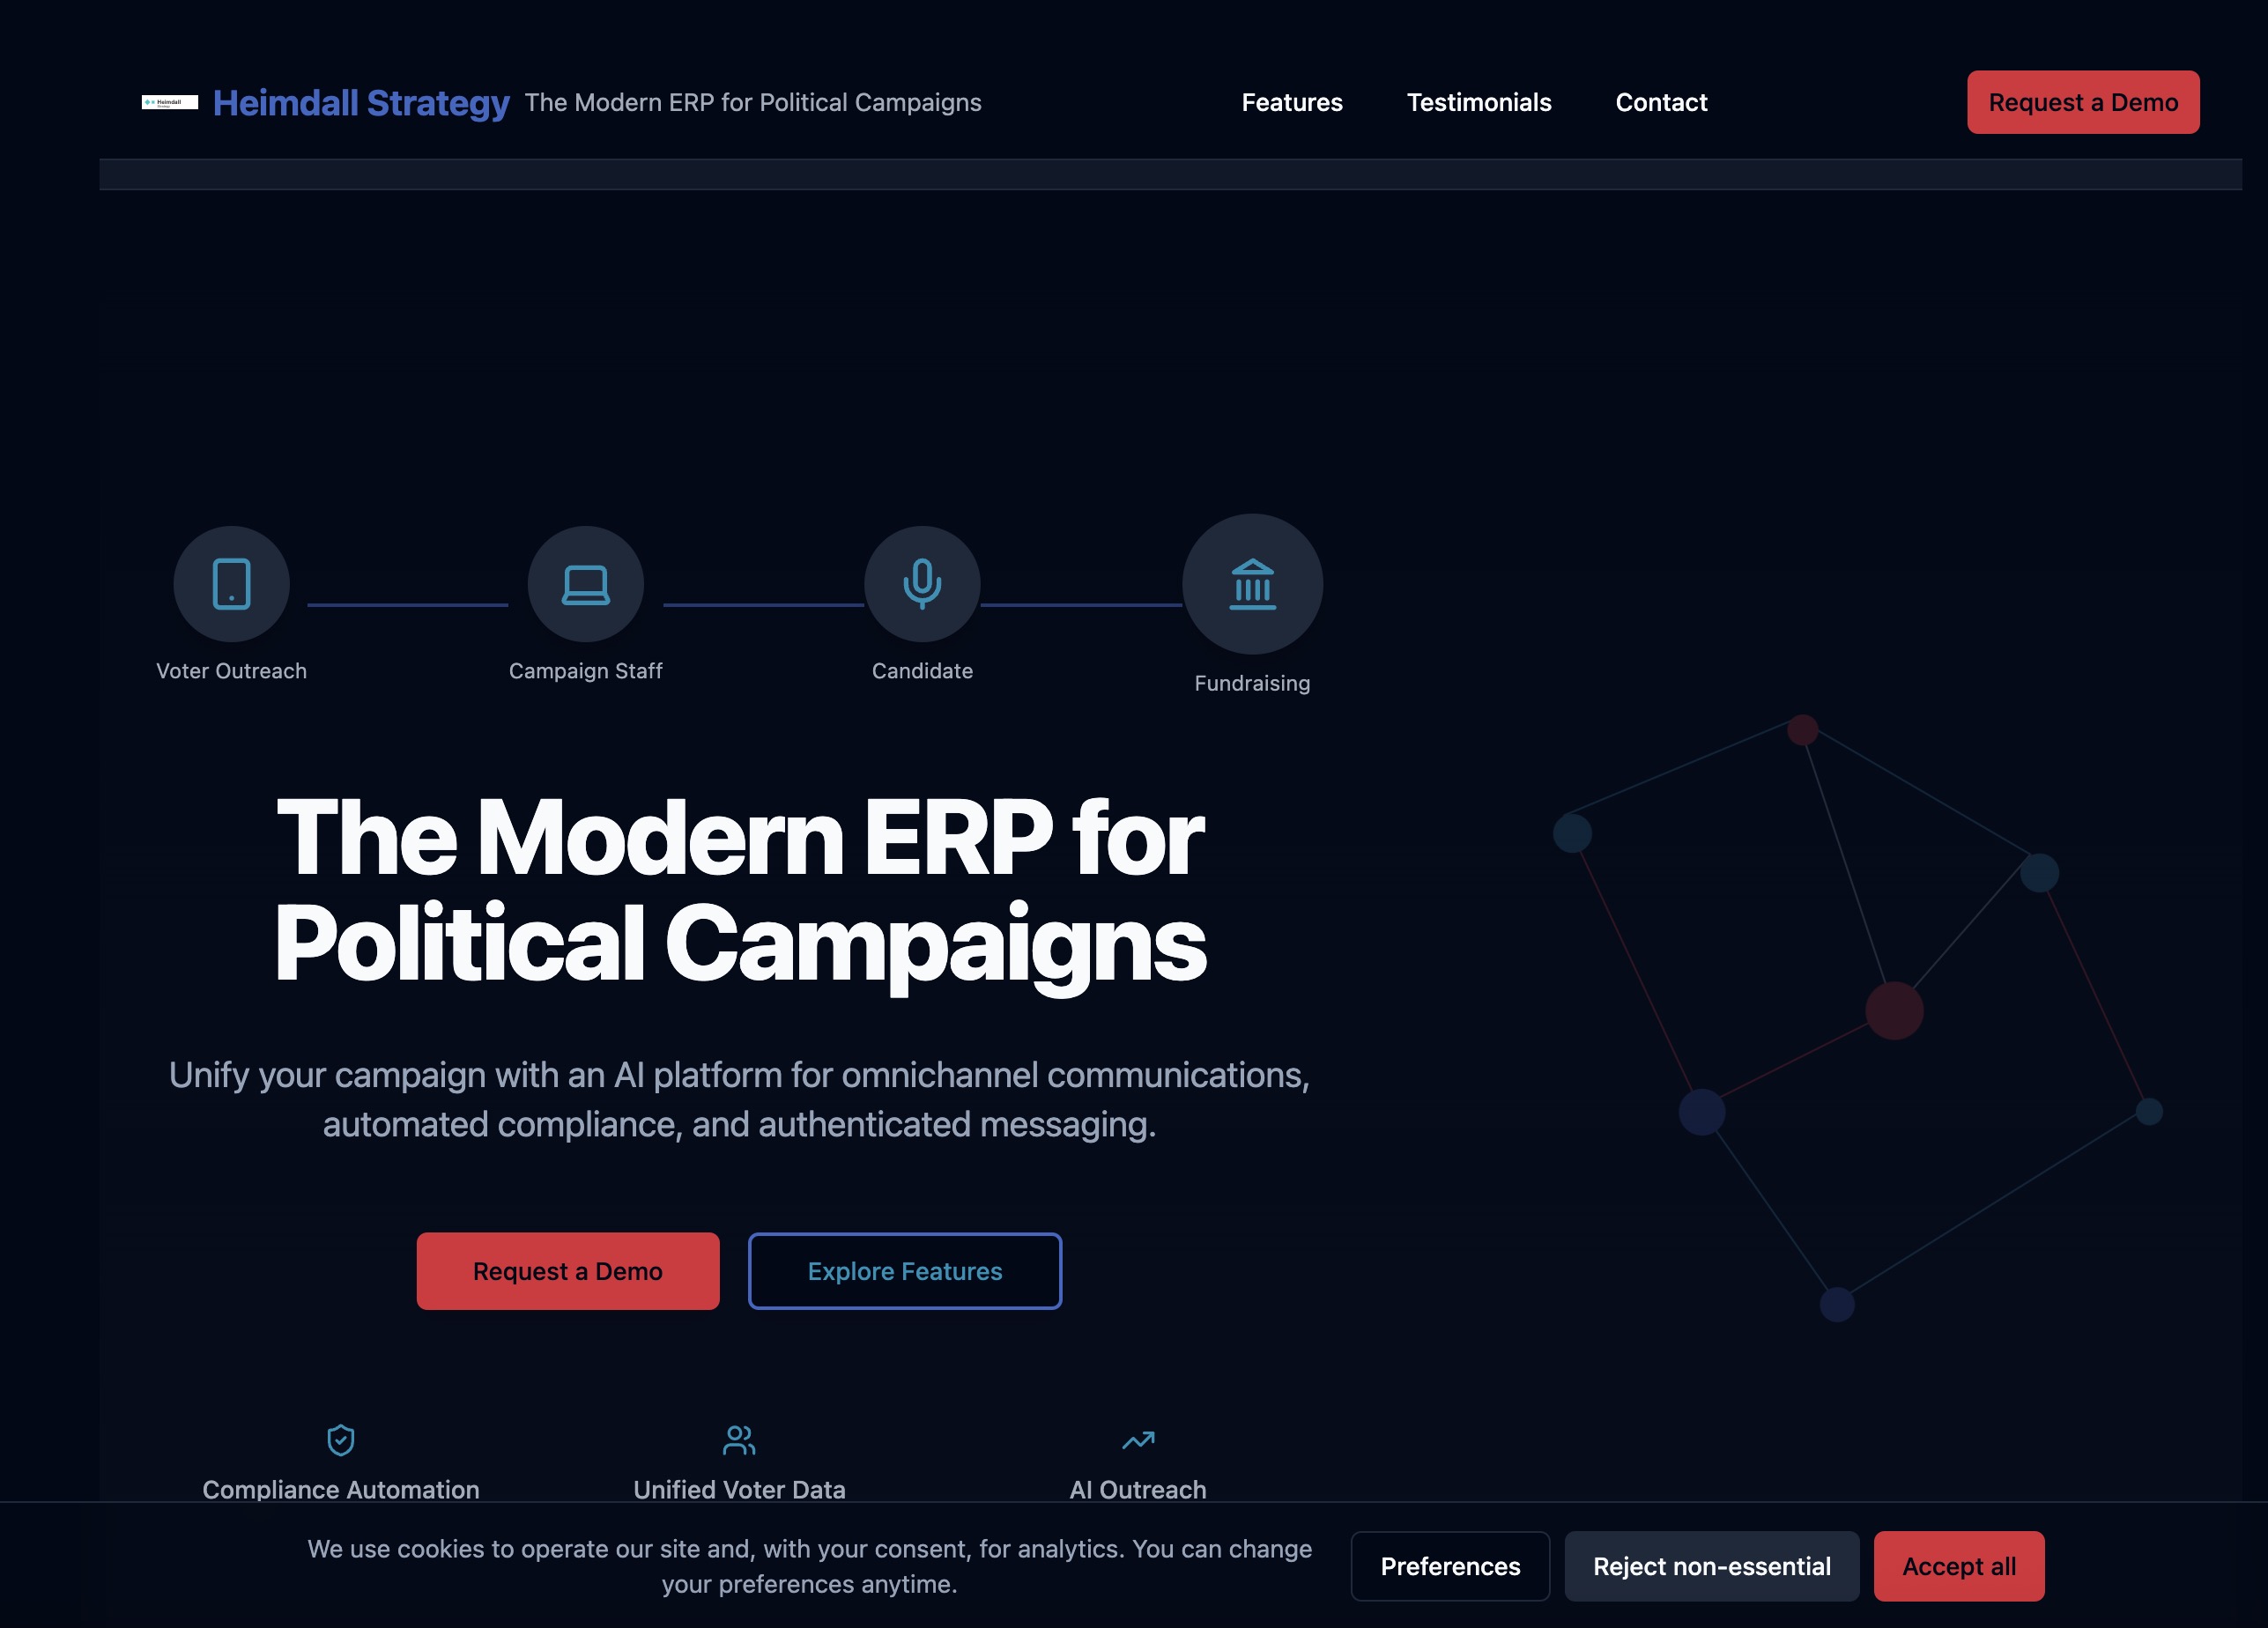 Heimdall
Heimdall Strategy
The Modern ERP for Political Campaigns
Features
Testimonials
Contact
Request a Demo
Voter Outreach
Campaign Staff
Candidate
Fundraising
The Modern ERP for
Political Campaigns
Unify your campaign with an AI platform for omnichannel communications,
automated compliance, and authenticated messaging.
Request a Demo
Explore Features
Compliance Automation
Unified Voter Data
AI Outreach
We use cookies to operate our site and, with your consent, for analytics. You can change
your preferences anytime.
Preferences
Reject non-essential
Accept all